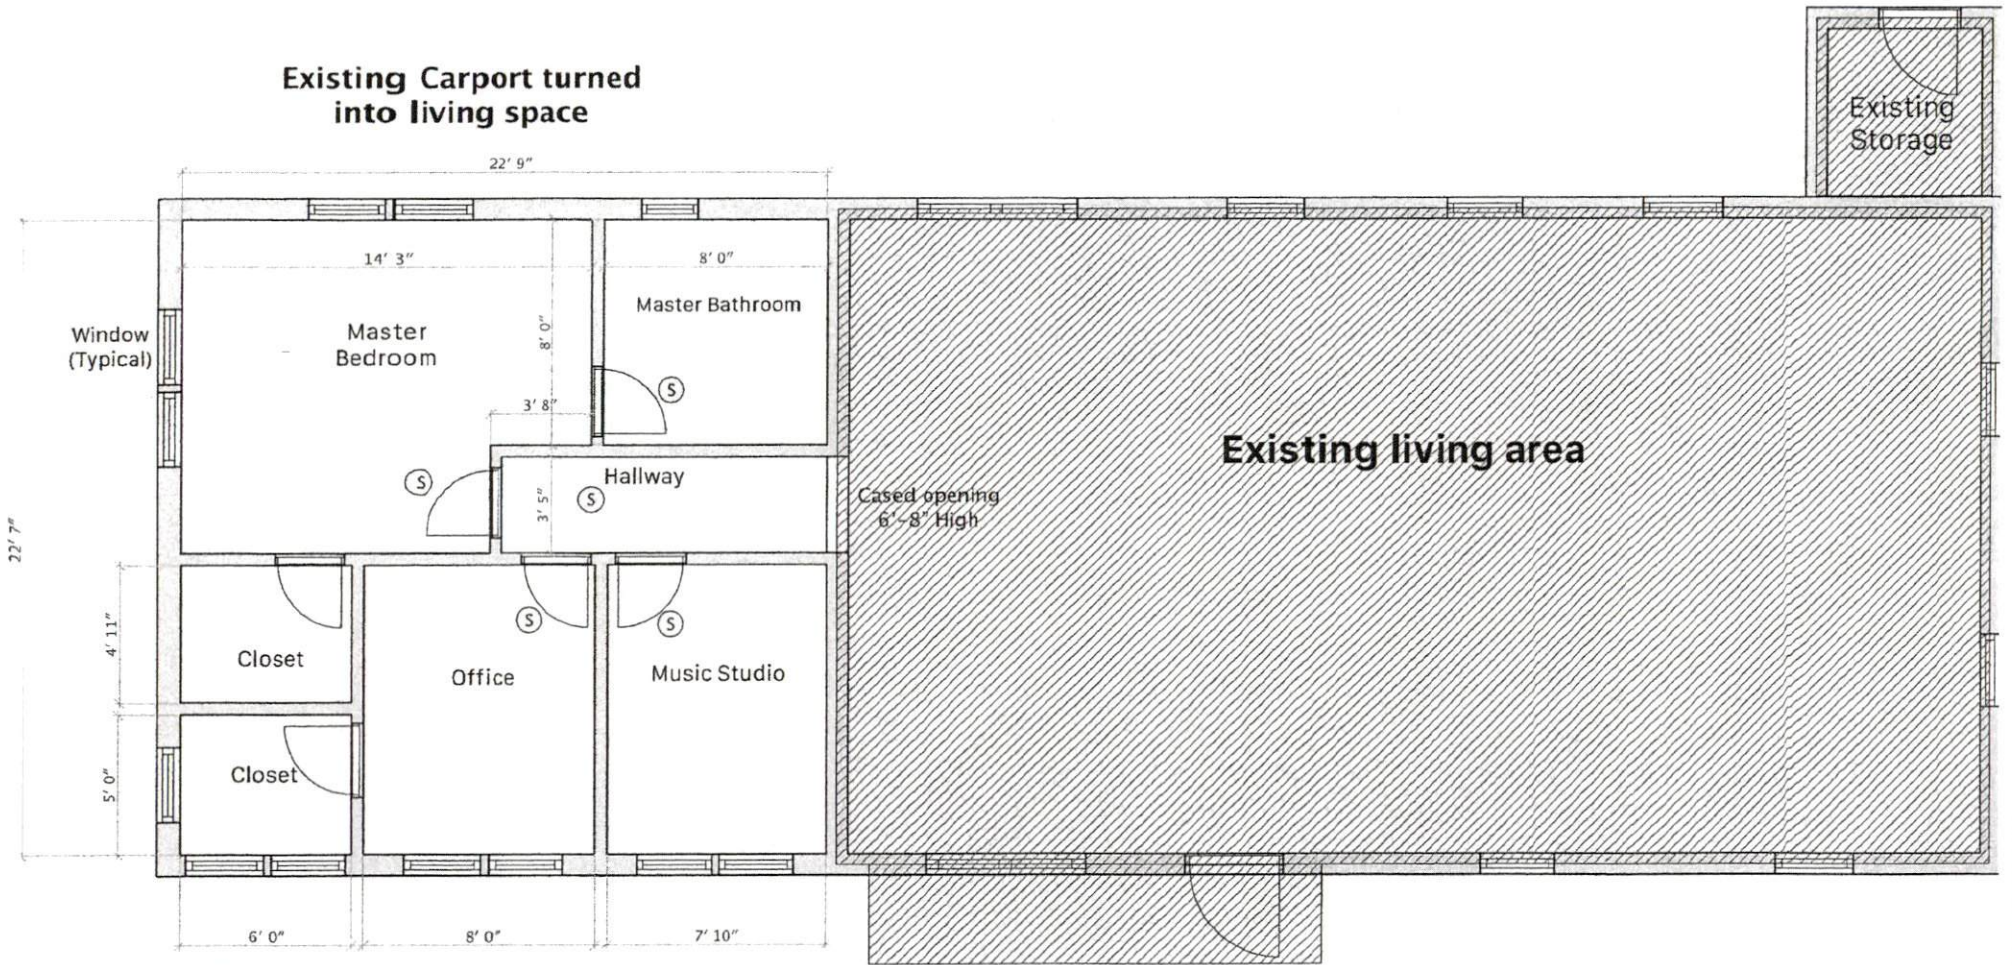 Existing Carport turned
into living space
Existing
Storage
22' 9"
14' 3"
8' 0"
Master Bathroom
Window
(Typical)
Master
Bedroom
8' 0"
S
3' 8"
Existing living area
S
Hallway
S
3' 5"
Cased opening
6'-8" High
22' 7"
4' 11"
S
S
Closet
Office
Music Studio
5' 0"
Closet
6' 0"
8' 0"
7' 10"